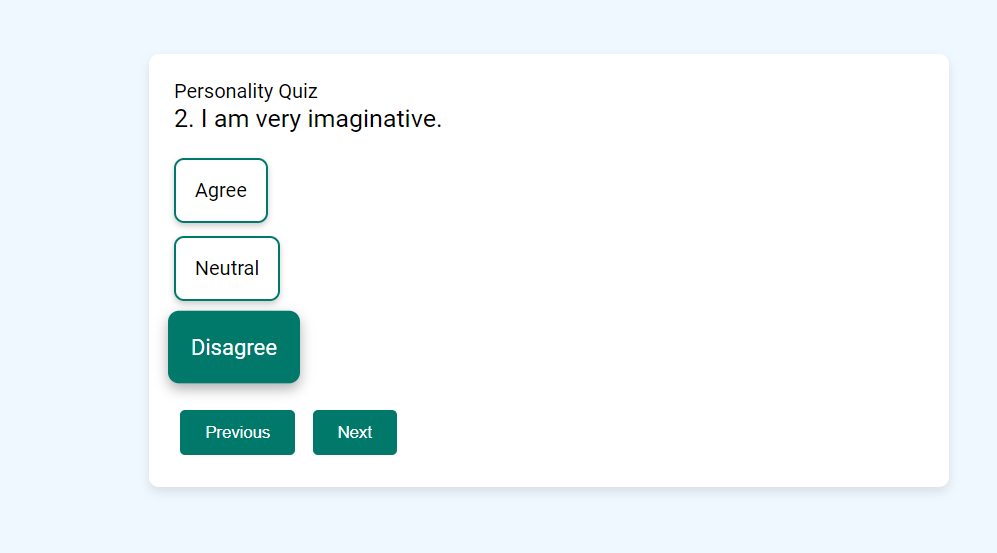 Personality Quiz
2. I am very imaginative.
Agree
Neutral
Disagree
Previous Next